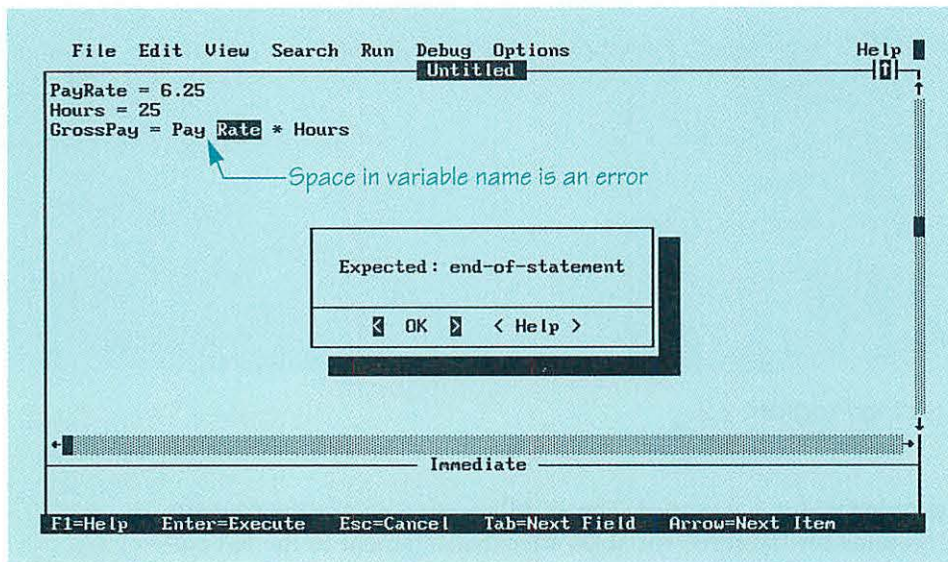 File Edit View Search Run Debug Options Help
Untitled
PayRate = 6.25
Hours = 25
GrossPay = Pay Rate * Hours
Space in variable name is an error
Expected: end-of-statement
< OK > < Help >
Immediate
F1=Help Enter=Execute Esc=Cancel Tab=Next Field Arrow=Next Item